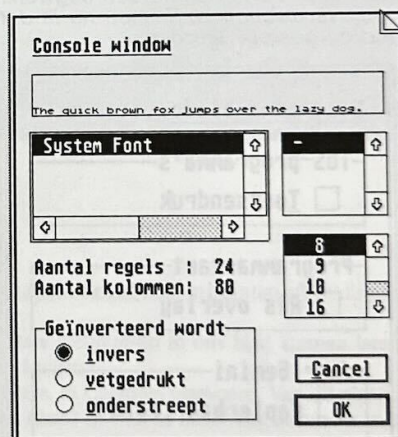 Console window
The quick brown fox jumps over the lazy dog.
System Font
-
8
9
10
16
Aantal regels : 24
Aantal kolommen: 80
Geïnverteerd wordt
invers
vetgedrukt
onderstreept
Cancel
OK